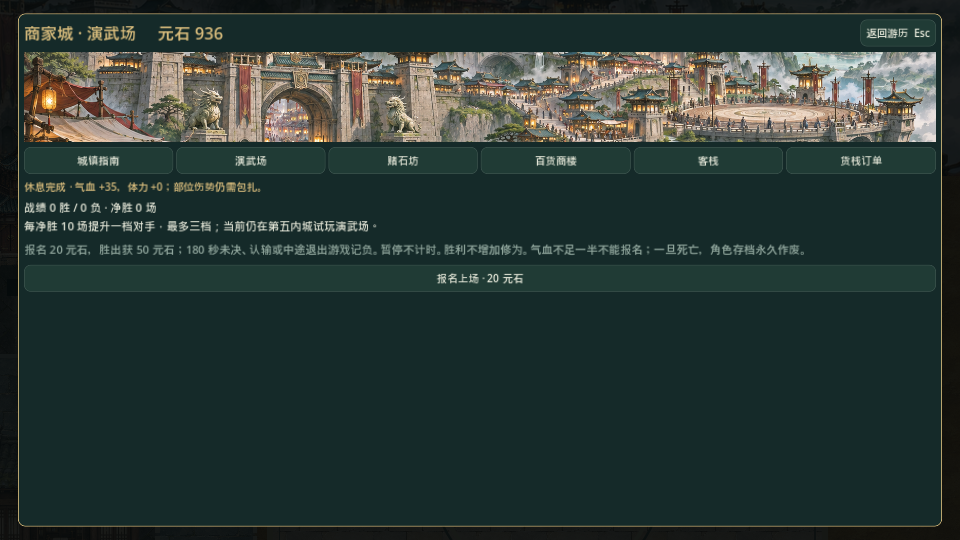 商家城 · 演武场 元石 936
返回游历 Esc
城镇指南 演武场 赌石坊 百货商楼 客栈 货栈订单
休息完成 · 气血 +35，体力 +0；部位伤势仍需包扎。
战绩 0 胜 / 0 负 · 净胜 0 场
每净胜 10 场提升一档对手 · 最多三档；当前仍在第五内城试玩演武场。
报名 20 元石，胜出获 50 元石；180 秒未决、认输或中途退出游戏记负。暂停不计时。胜利不增加修为。气血不足一半不能报名；一旦死亡，角色存档永久作废。
报名上场 · 20 元石